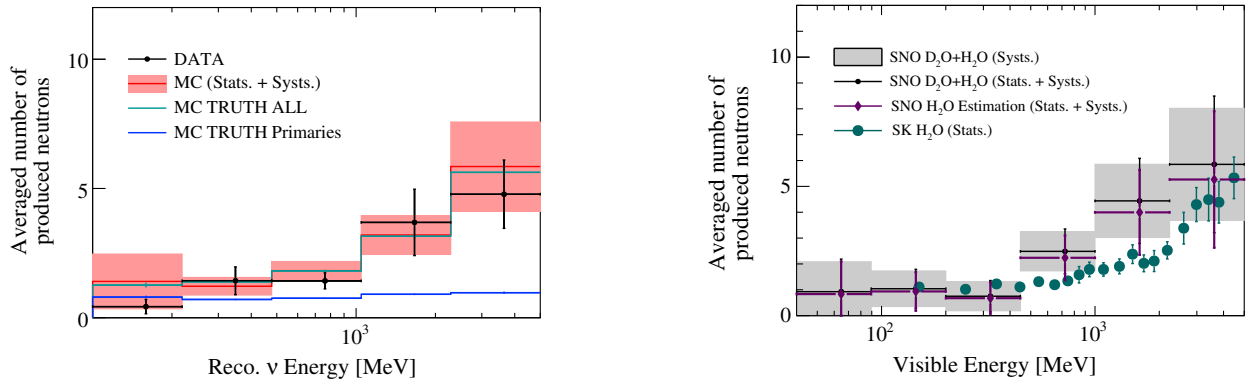 Averaged number of
produced neutrons
10
5
0
DATA
MC (Stats. + Systs.)
MC TRUTH ALL
MC TRUTH Primaries
10³
Reco. ν Energy [MeV]
Averaged number of
produced neutrons
10
5
0
SNO D₂O+H₂O (Systs.)
SNO D₂O+H₂O (Stats. + Systs.)
SNO H₂O Estimation (Stats. + Systs.)
SK H₂O (Stats.)
10² 10³
Visible Energy [MeV]